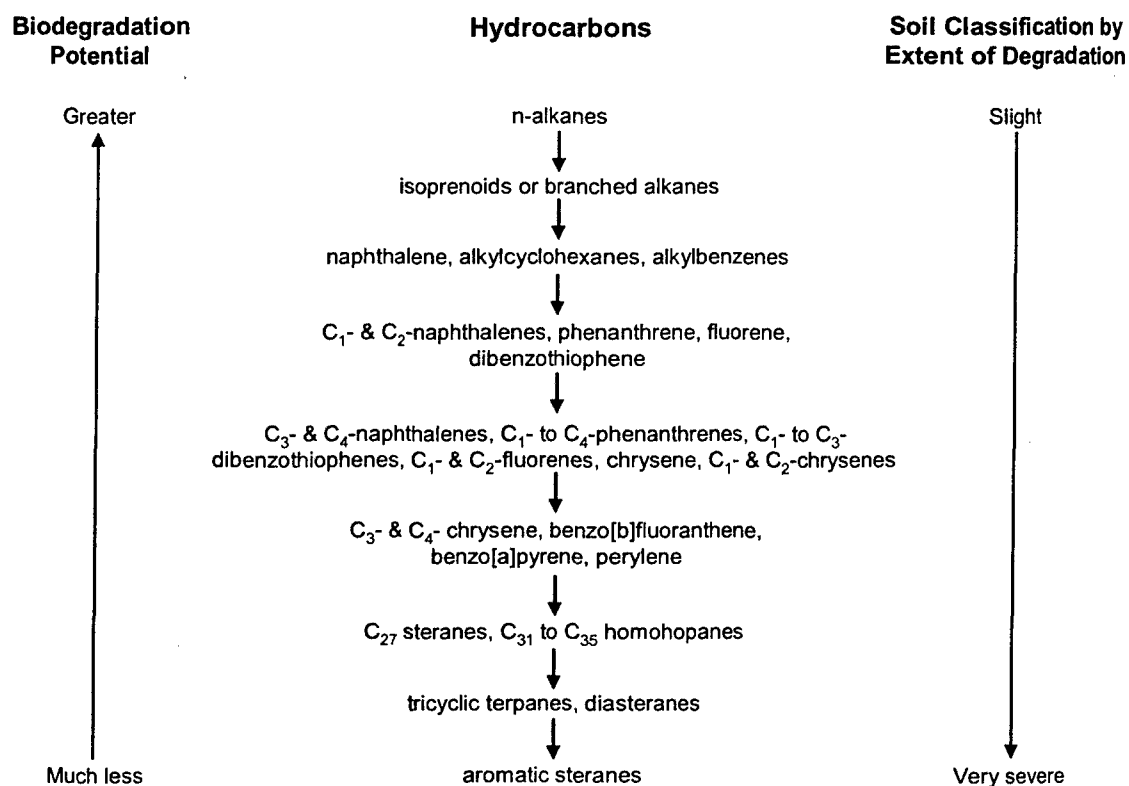 Biodegradation
Potential
Hydrocarbons
Soil Classification by
Extent of Degradation
Greater
n-alkanes
Slight
isoprenoids or branched alkanes
naphthalene, alkylcyclohexanes, alkylbenzenes
C₁- & C₂-naphthalenes, phenanthrene, fluorene,
dibenzothiophene
C₃- & C₄-naphthalenes, C₁- to C₄-phenanthrenes, C₁- to C₃-
dibenzothiophenes, C₁- & C₂-fluorenes, chrysene, C₁- & C₂-chrysenes
C₃- & C₄- chrysene, benzo[b]fluoranthene,
benzo[a]pyrene, perylene
C₂₇ steranes, C₃₁ to C₃₅ homohopanes
tricyclic terpanes, diasteranes
Much less
aromatic steranes
Very severe